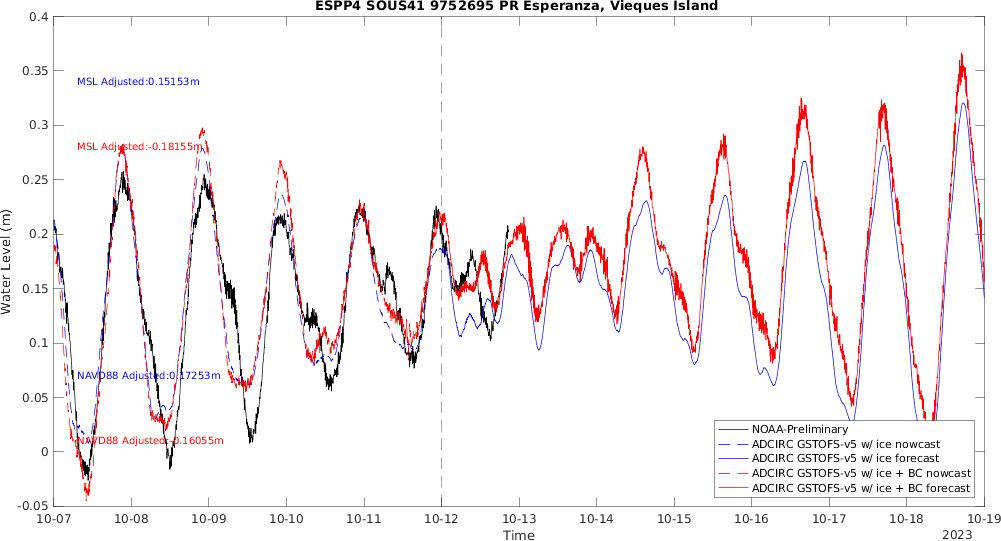 ESPP4 SOUS41 9752695 PR Esperanza, Vieques Island
0.4
0.35
0.3
0.25
0.2
0.15
0.1
0.05
0
-0.05
Water Level (m)
MSL Adjusted:0.15153m
MSL Adjusted:-0.18155m
NAVD88 Adjusted:0.17253m
NAVD88 Adjusted:-0.16055m
NOAA-Preliminary
ADCIRC GSTOFS-v5 w/ ice nowcast
ADCIRC GSTOFS-v5 w/ ice forecast
ADCIRC GSTOFS-v5 w/ ice + BC nowcast
ADCIRC GSTOFS-v5 w/ ice + BC forecast
10-07 10-08 10-09 10-10 10-11 10-12 10-13 10-14 10-15 10-16 10-17 10-18 10-19
Time
2023